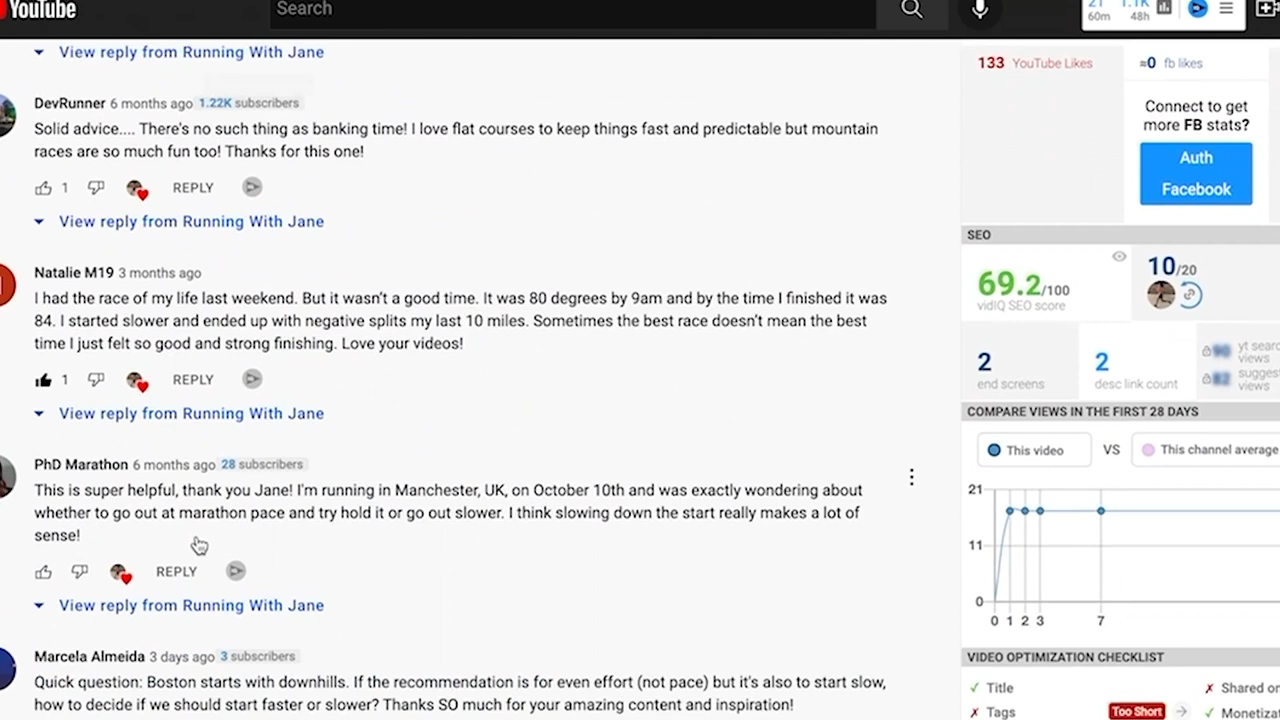 YouTube
Search
21 1.1K
60m 48h
View reply from Running With Jane
DevRunner 6 months ago 1.22K subscribers
Solid advice.... There's no such thing as banking time! I love flat courses to keep things fast and predictable but mountain
races are so much fun too! Thanks for this one!
1 REPLY
View reply from Running With Jane
Natalie M19 3 months ago
I had the race of my life last weekend. But it wasn't a good time. It was 80 degrees by 9am and by the time I finished it was
84. I started slower and ended up with negative splits my last 10 miles. Sometimes the best race doesn't mean the best
time I just felt so good and strong finishing. Love your videos!
1 REPLY
View reply from Running With Jane
PhD Marathon 6 months ago 28 subscribers
This is super helpful, thank you Jane! I'm running in Manchester, UK, on October 10th and was exactly wondering about
whether to go out at marathon pace and try hold it or go out slower. I think slowing down the start really makes a lot of
sense!
REPLY
View reply from Running With Jane
Marcela Almeida 3 days ago 3 subscribers
Quick question: Boston starts with downhills. If the recommendation is for even effort (not pace) but it's also to start slow,
how to decide if we should start faster or slower? Thanks SO much for your amazing content and inspiration!
133 YouTube Likes
≈0 fb likes
Connect to get
more FB stats?
Auth
Facebook
SEO
69.2/100
vidIQ SEO score
10/20
2
end screens
2
desc link count
yt searc
views
suggest
views
COMPARE VIEWS IN THE FIRST 28 DAYS
This video VS This channel average
21
11
0
0 1 2 3 7
VIDEO OPTIMIZATION CHECKLIST
✓ Title
✗ Shared on
✗ Tags Too Short
✓ Monetizat